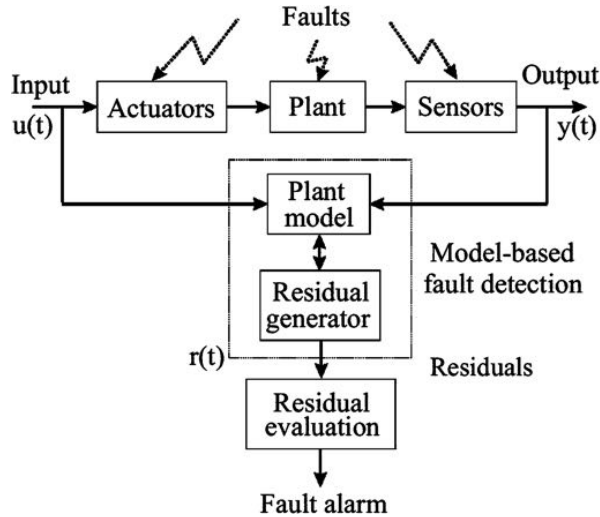 Faults
Input
Output
Actuators
Plant
Sensors
u(t)
y(t)
Plant
model
Model-based
fault detection
Residual
generator
r(t)
Residuals
Residual
evaluation
Fault alarm